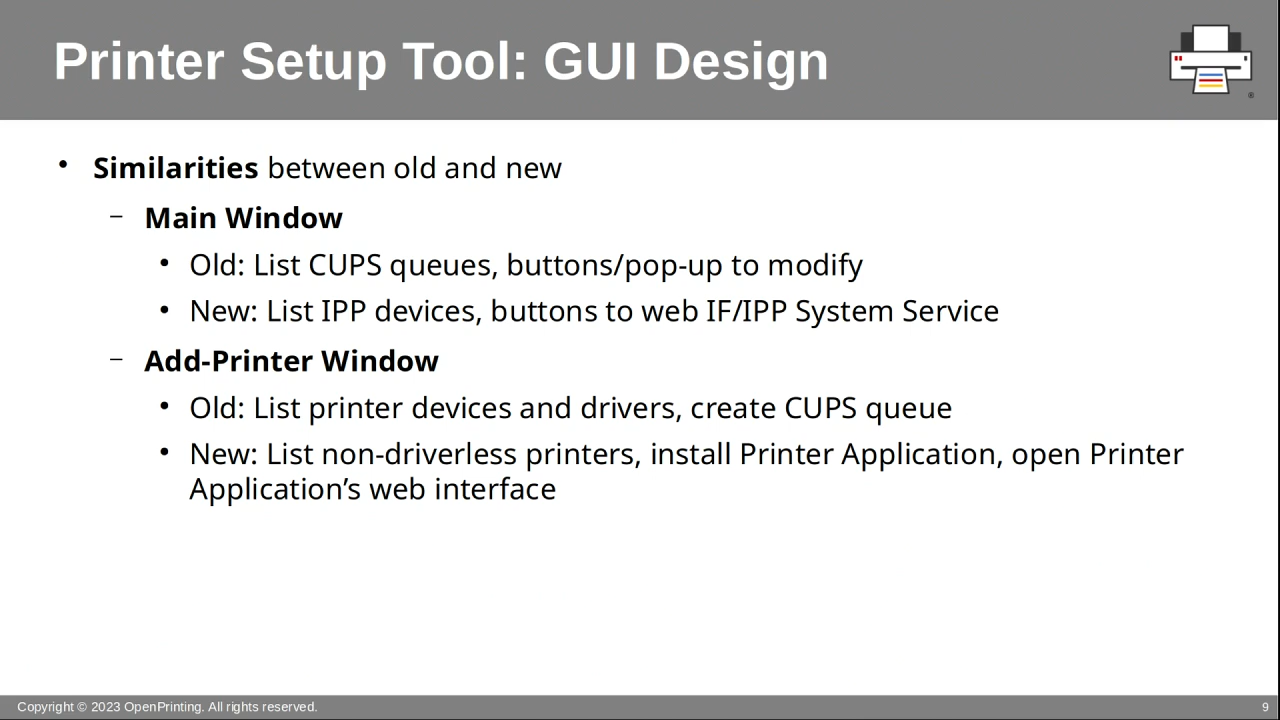 Printer Setup Tool: GUI Design
®
• Similarities between old and new
– Main Window
• Old: List CUPS queues, buttons/pop-up to modify
• New: List IPP devices, buttons to web IF/IPP System Service
– Add-Printer Window
• Old: List printer devices and drivers, create CUPS queue
• New: List non-driverless printers, install Printer Application, open Printer
Application’s web interface
Copyright © 2023 OpenPrinting. All rights reserved.
9